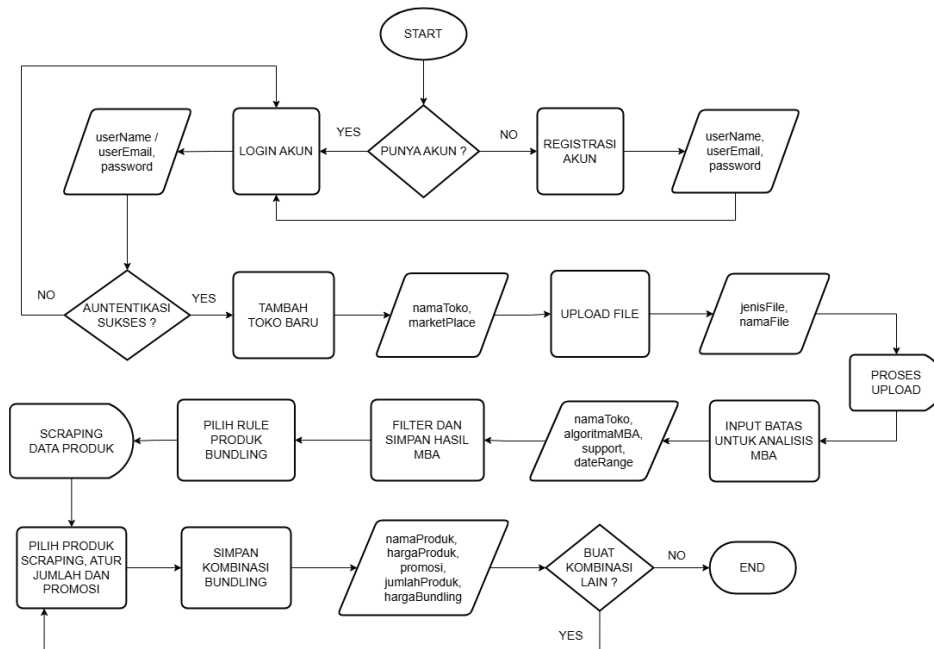 START
userName /
userEmail,
password
LOGIN AKUN
YES
PUNYA AKUN ?
NO
REGISTRASI
AKUN
userName,
userEmail,
password
NO
AUNTENTIKASI
SUKSES ?
YES
TAMBAH
TOKO BARU
namaToko,
marketPlace
UPLOAD FILE
jenisFile,
namaFile
PROSES
UPLOAD
SCRAPING
DATA PRODUK
PILIH RULE
PRODUK
BUNDLING
FILTER DAN
SIMPAN HASIL
MBA
namaToko,
algoritmaMBA,
support,
dateRange
INPUT BATAS
UNTUK ANALISIS
MBA
PILIH PRODUK
SCRAPING, ATUR
JUMLAH DAN
PROMOSI
SIMPAN
KOMBINASI
BUNDLING
namaProduk,
hargaProduk,
promosi,
jumlahProduk,
hargaBundling
BUAT
KOMBINASI
LAIN ?
NO
END
YES